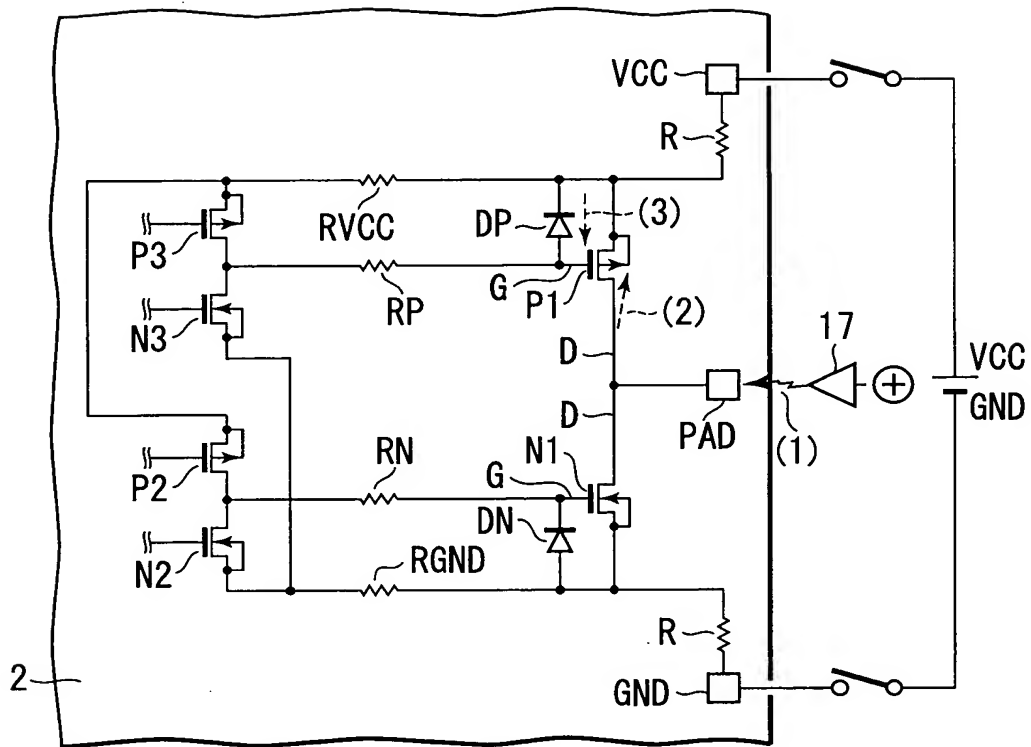 VCC
R
RVCC
DP
(3)
P3
G
P1
(2)
RP
N3
D
17
+
VCC
GND
D
PAD
(1)
P2
RN
G
N1
DN
N2
RGND
R
2
GND